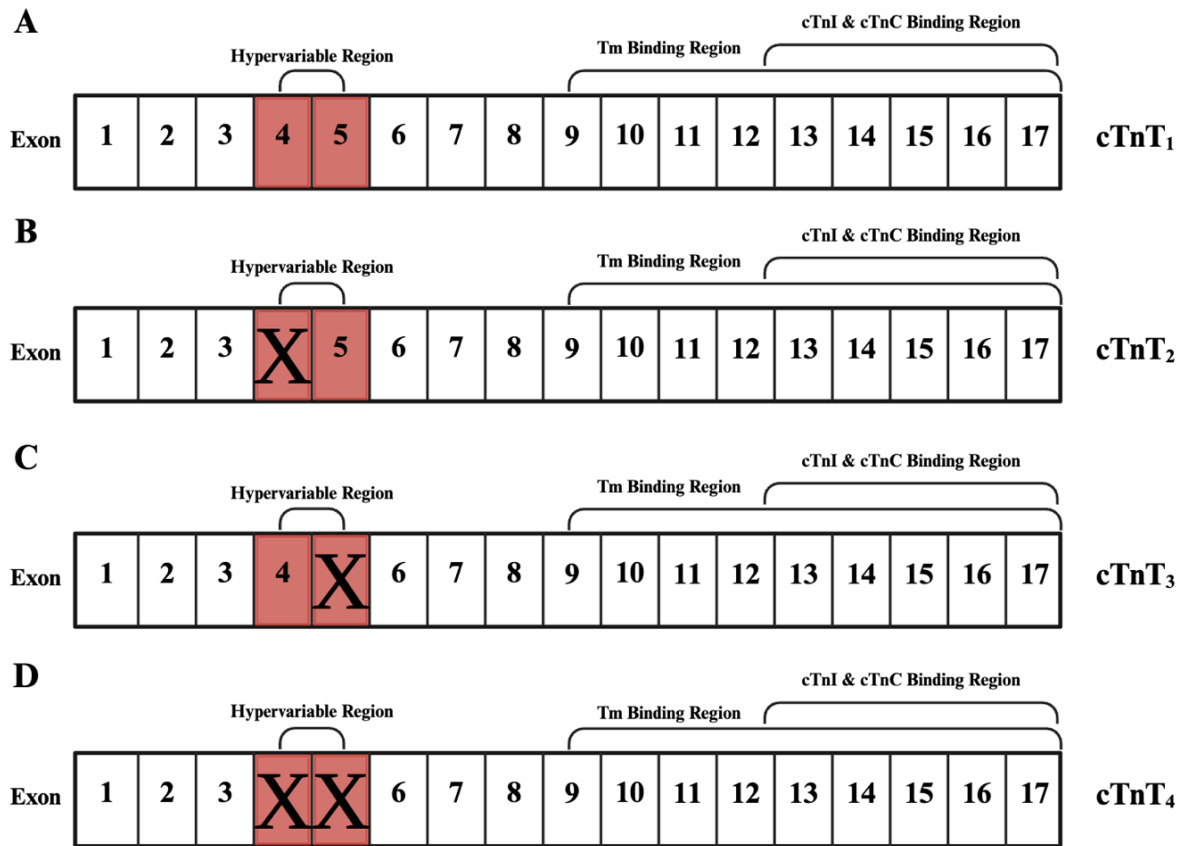 A
cTnI & cTnC Binding Region
Hypervariable Region Tm Binding Region
Exon 1 2 3 4 5 6 7 8 9 10 11 12 13 14 15 16 17 cTnT₁
B
cTnI & cTnC Binding Region
Hypervariable Region Tm Binding Region
Exon 1 2 3 X 5 6 7 8 9 10 11 12 13 14 15 16 17 cTnT₂
C
cTnI & cTnC Binding Region
Hypervariable Region Tm Binding Region
Exon 1 2 3 4 X 6 7 8 9 10 11 12 13 14 15 16 17 cTnT₃
D
cTnI & cTnC Binding Region
Hypervariable Region Tm Binding Region
Exon 1 2 3 X X 6 7 8 9 10 11 12 13 14 15 16 17 cTnT₄